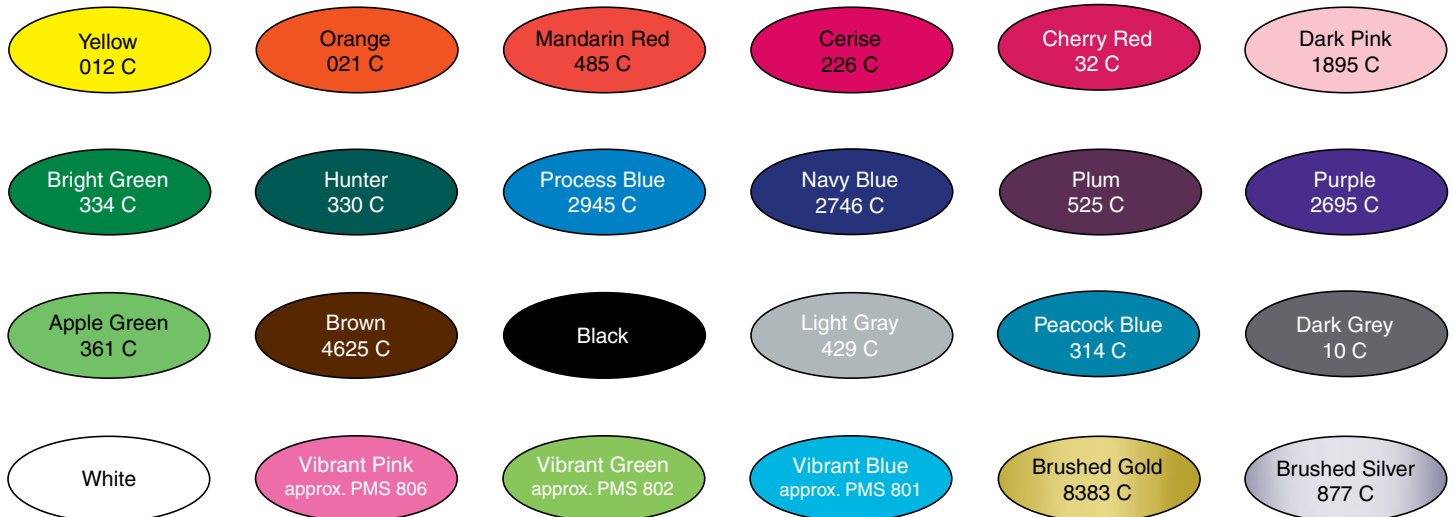 Yellow
012 C
Orange
021 C
Mandarin Red
485 C
Cerise
226 C
Cherry Red
32 C
Dark Pink
1895 C
Bright Green
334 C
Hunter
330 C
Process Blue
2945 C
Navy Blue
2746 C
Plum
525 C
Purple
2695 C
Apple Green
361 C
Brown
4625 C
Black
Light Gray
429 C
Peacock Blue
314 C
Dark Grey
10 C
White
Vibrant Pink
approx. PMS 806
Vibrant Green
approx. PMS 802
Vibrant Blue
approx. PMS 801
Brushed Gold
8383 C
Brushed Silver
877 C